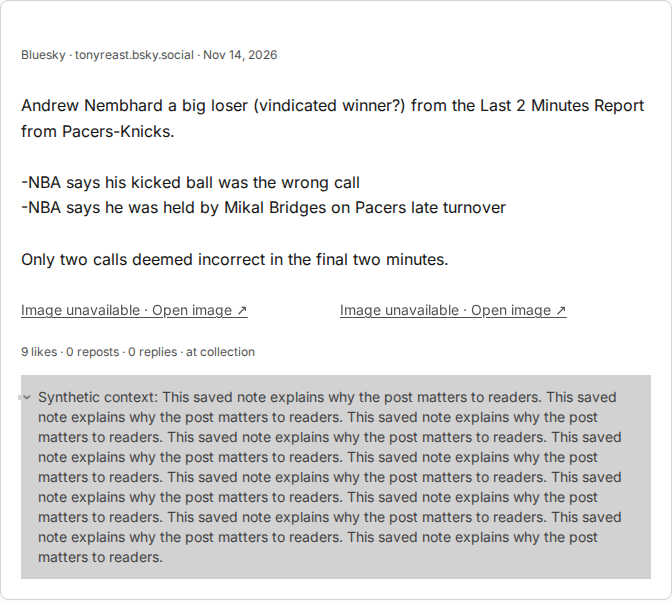 Bluesky · tonyreast.bsky.social · Nov 14, 2026
Andrew Nembhard a big loser (vindicated winner?) from the Last 2 Minutes Report
from Pacers-Knicks.
-NBA says his kicked ball was the wrong call
-NBA says he was held by Mikal Bridges on Pacers late turnover
Only two calls deemed incorrect in the final two minutes.
Image unavailable · Open image ↗ Image unavailable · Open image ↗
9 likes · 0 reposts · 0 replies · at collection
Synthetic context: This saved note explains why the post matters to readers. This saved
note explains why the post matters to readers. This saved note explains why the post
matters to readers. This saved note explains why the post matters to readers. This saved
note explains why the post matters to readers. This saved note explains why the post
matters to readers. This saved note explains why the post matters to readers. This saved
note explains why the post matters to readers. This saved note explains why the post
matters to readers. This saved note explains why the post matters to readers. This saved
note explains why the post matters to readers. This saved note explains why the post
matters to readers.